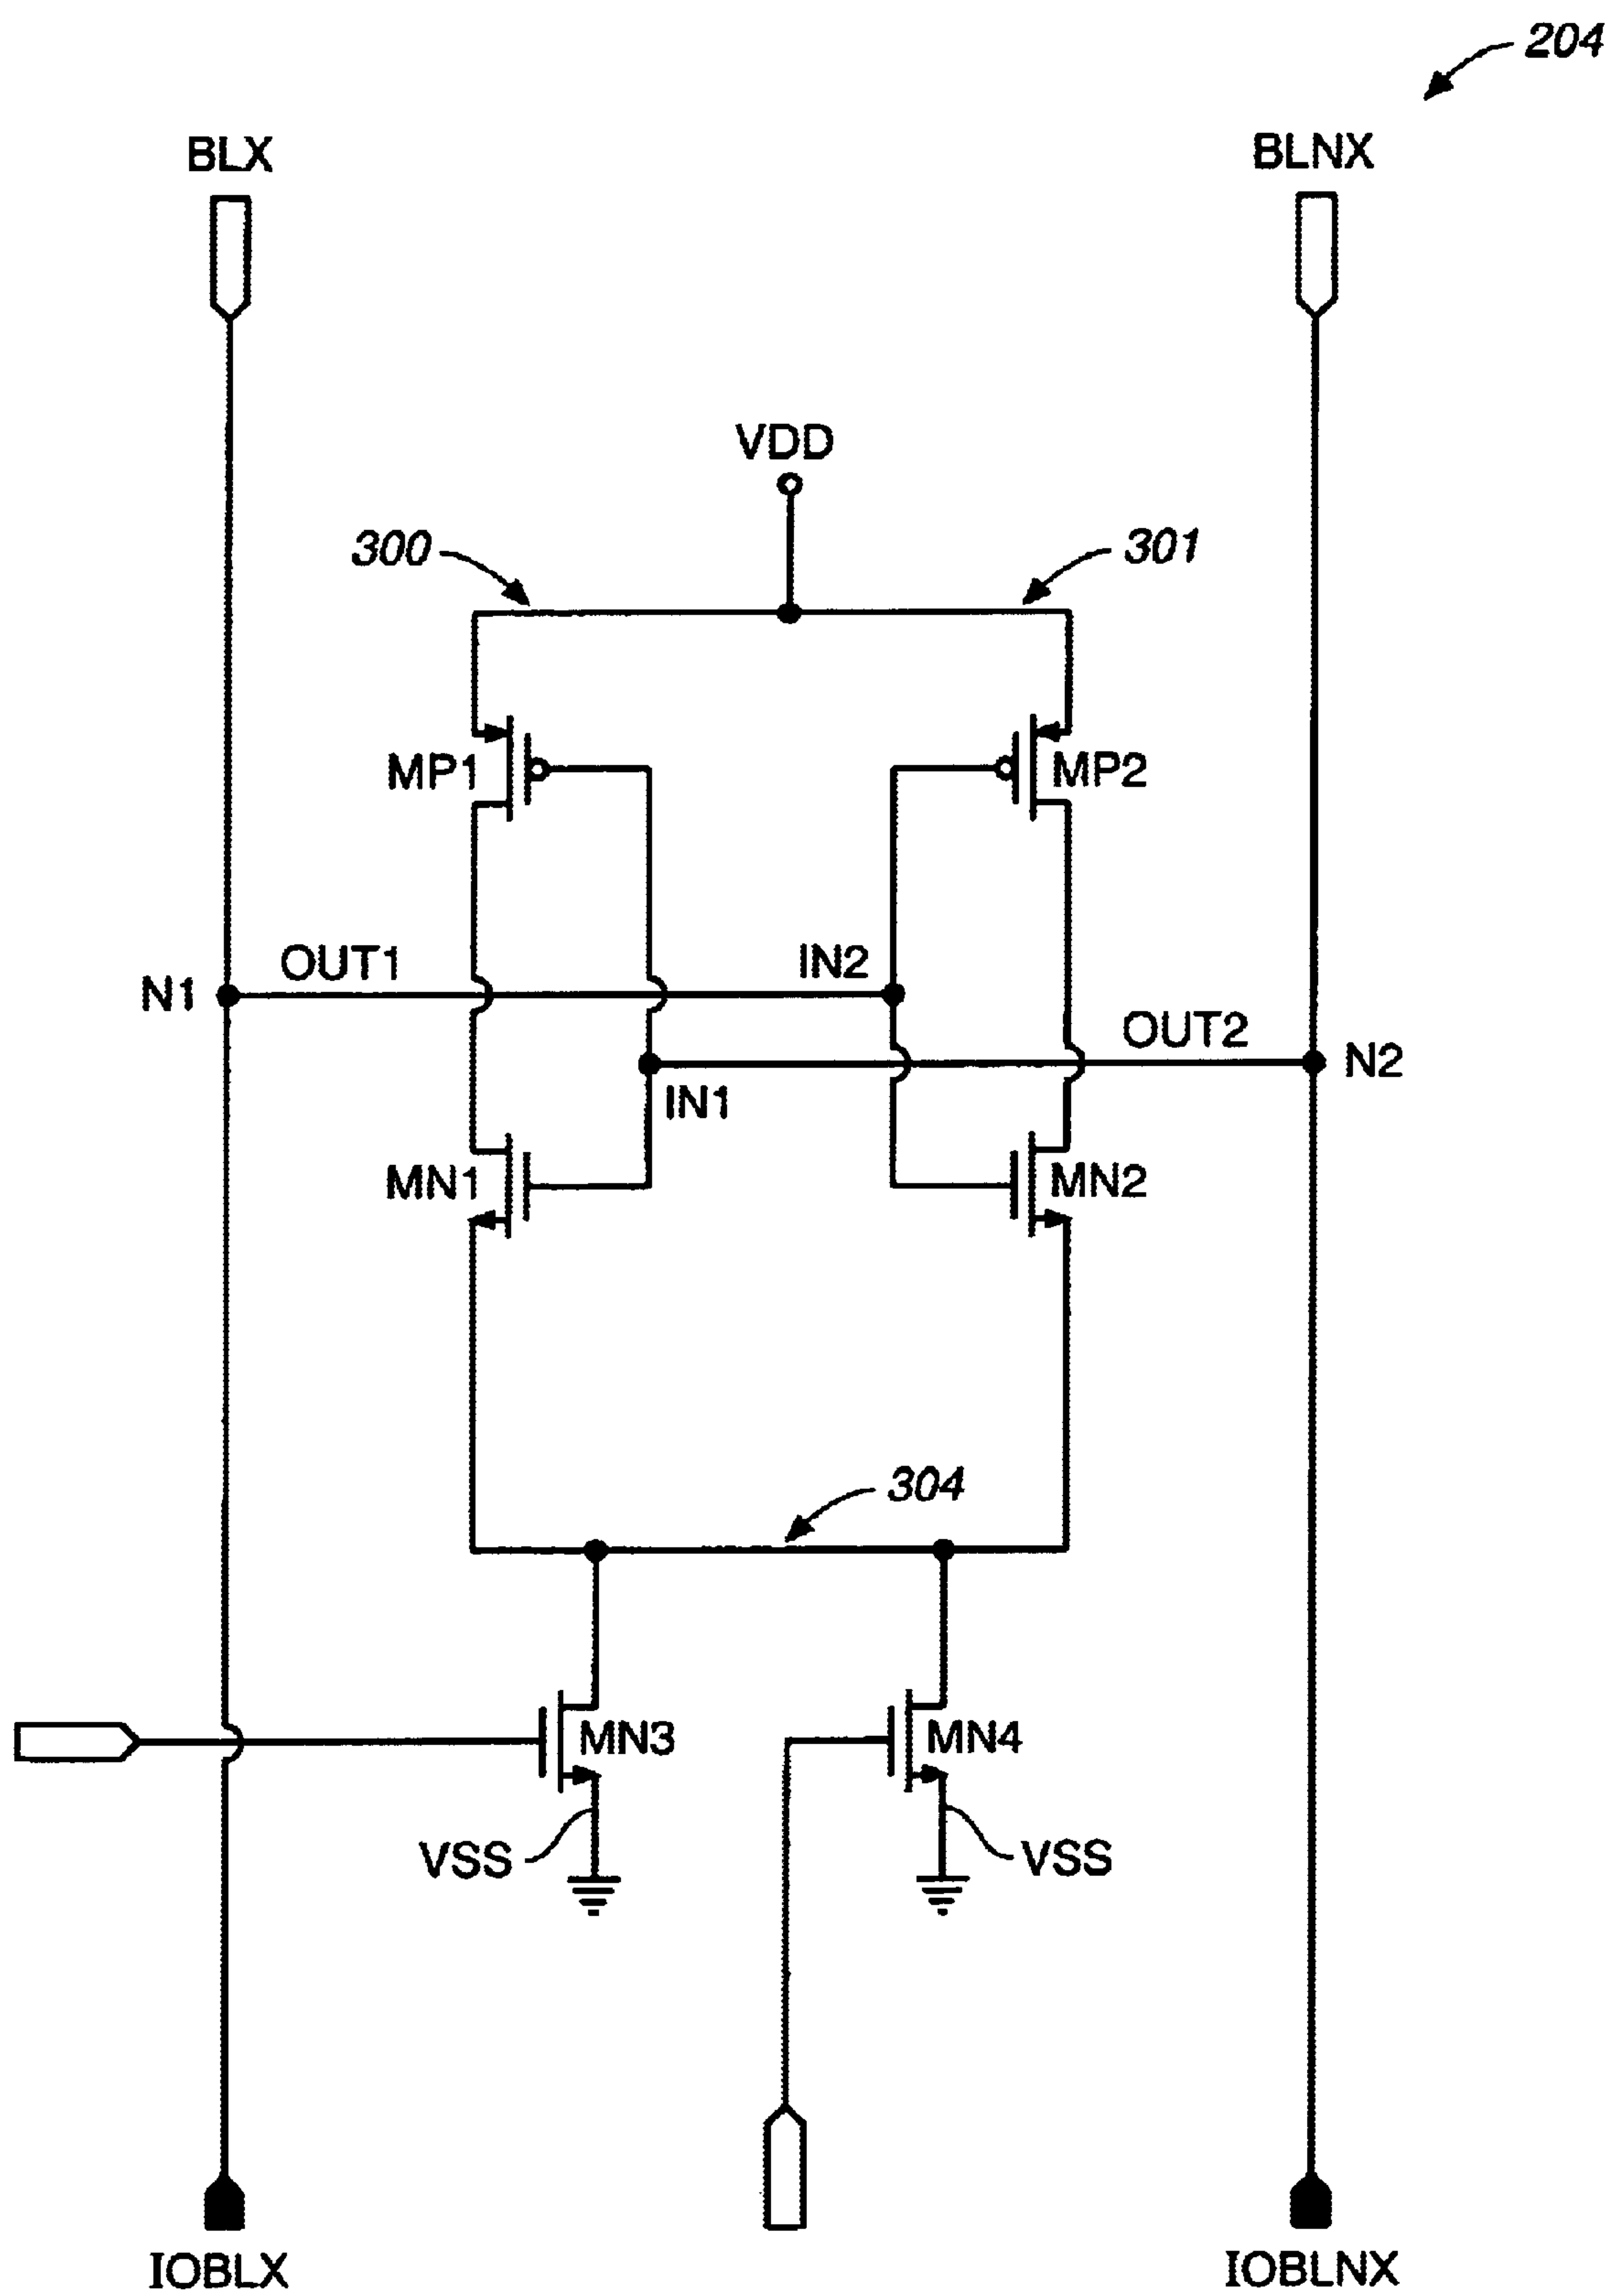 204
BLX
BLNX
VDD
300
301
MP1
MP2
OUT1
IN2
N1
OUT2
N2
IN1
MN1
MN2
304
MN3
MN4
VSS
VSS
IOBLX
IOBLNX